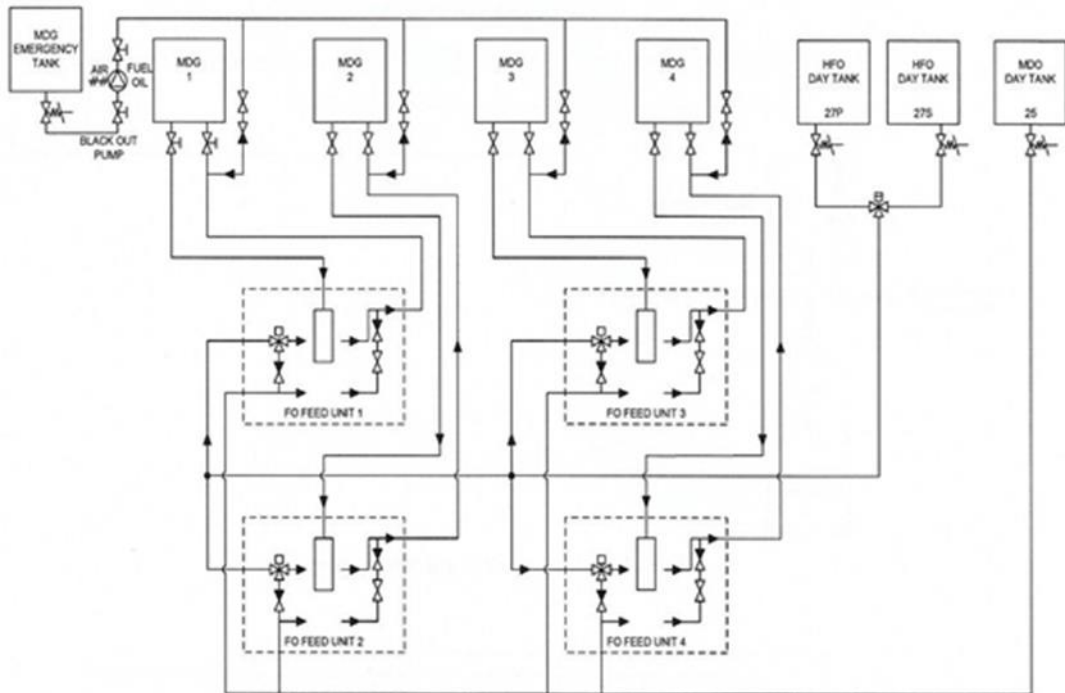 MDG
EMERGENCY
TANK
AIR
FUEL
OIL
BLACK OUT
PUMP
MDG
1
MDG
2
MDG
3
MDG
4
HFO
DAY TANK
27P
HFO
DAY TANK
27S
MDO
DAY TANK
25
FO FEED UNIT 1
FO FEED UNIT 3
FO FEED UNIT 2
FO FEED UNIT 4